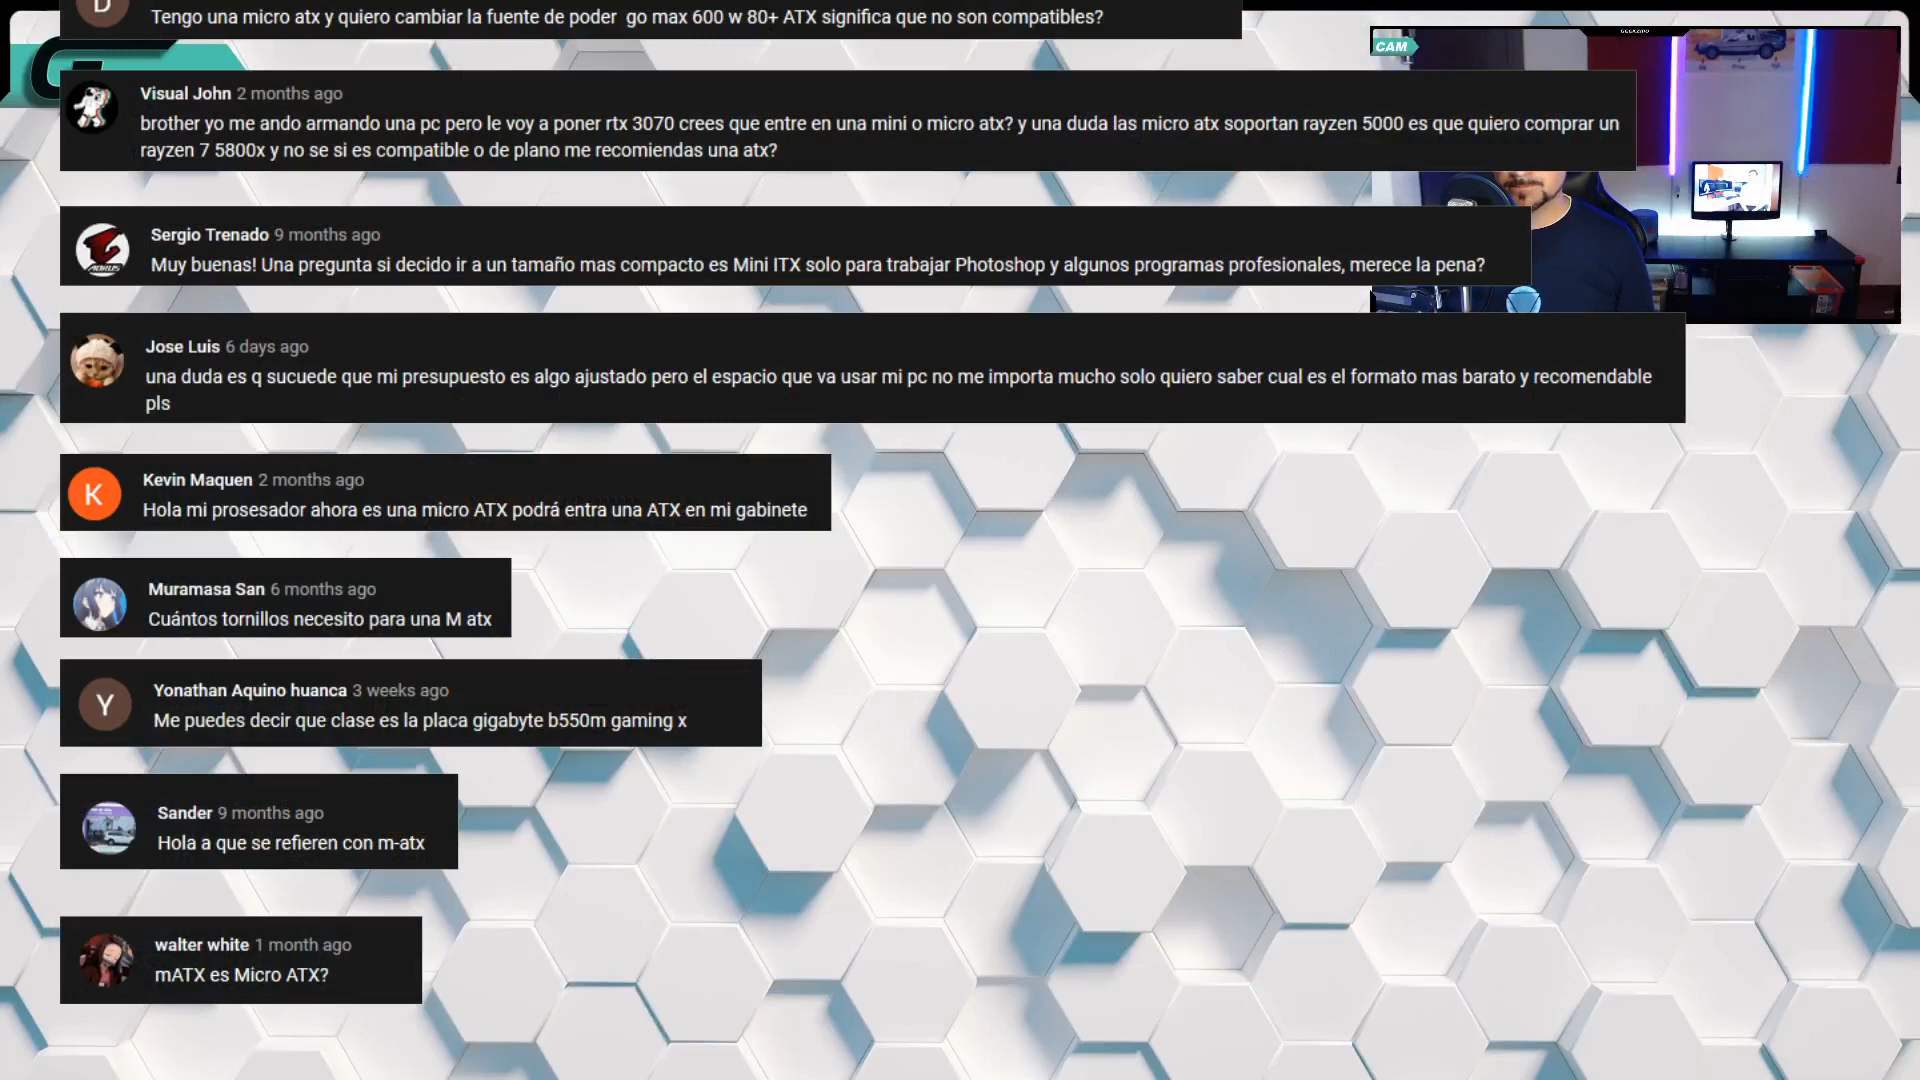 D
Tengo una micro atx y quiero cambiar la fuente de poder go max 600 w 80+ ATX significa que no son compatibles?
CAM
GEEKZMO
Visual John 2 months ago
brother yo me ando armando una pc pero le voy a poner rtx 3070 crees que entre en una mini o micro atx? y una duda las micro atx soportan rayzen 5000 es que quiero comprar un
rayzen 7 5800x y no se si es compatible o de plano me recomiendas una atx?
Sergio Trenado 9 months ago
Muy buenas! Una pregunta si decido ir a un tamaño mas compacto es Mini ITX solo para trabajar Photoshop y algunos programas profesionales, merece la pena?
AORUS
Jose Luis 6 days ago
una duda es q sucuede que mi presupuesto es algo ajustado pero el espacio que va usar mi pc no me importa mucho solo quiero saber cual es el formato mas barato y recomendable
pls
K
Kevin Maquen 2 months ago
Hola mi prosesador ahora es una micro ATX podrá entra una ATX en mi gabinete
Muramasa San 6 months ago
Cuántos tornillos necesito para una M atx
Y
Yonathan Aquino huanca 3 weeks ago
Me puedes decir que clase es la placa gigabyte b550m gaming x
Sander 9 months ago
Hola a que se refieren con m-atx
walter white 1 month ago
mATX es Micro ATX?